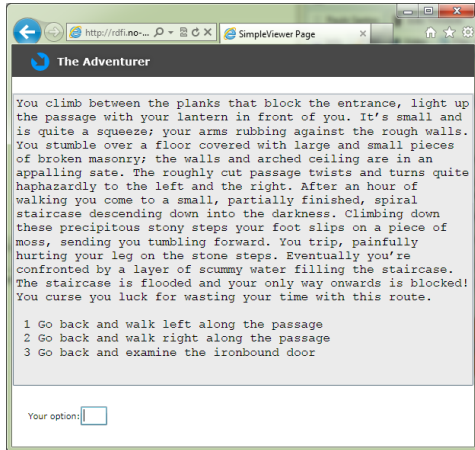 http://rdfi.no-...
SimpleViewer Page
The Adventurer
You climb between the planks that block the entrance, light up
the passage with your lantern in front of you. It's small and
is quite a squeeze; your arms rubbing against the rough walls.
You stumble over a floor covered with large and small pieces
of broken masonry; the walls and arched ceiling are in an
appalling sate. The roughly cut passage twists and turns quite
haphazardly to the left and the right. After an hour of
walking you come to a small, partially finished, spiral
staircase descending down into the darkness. Climbing down
these precipitous stony steps your foot slips on a piece of
moss, sending you tumbling forward. You trip, painfully
hurting your leg on the stone steps. Eventually you're
confronted by a layer of scummy water filling the staircase.
The staircase is flooded and your only way onwards is blocked!
You curse you luck for wasting your time with this route.
1 Go back and walk left along the passage
2 Go back and walk right along the passage
3 Go back and examine the ironbound door
Your option: